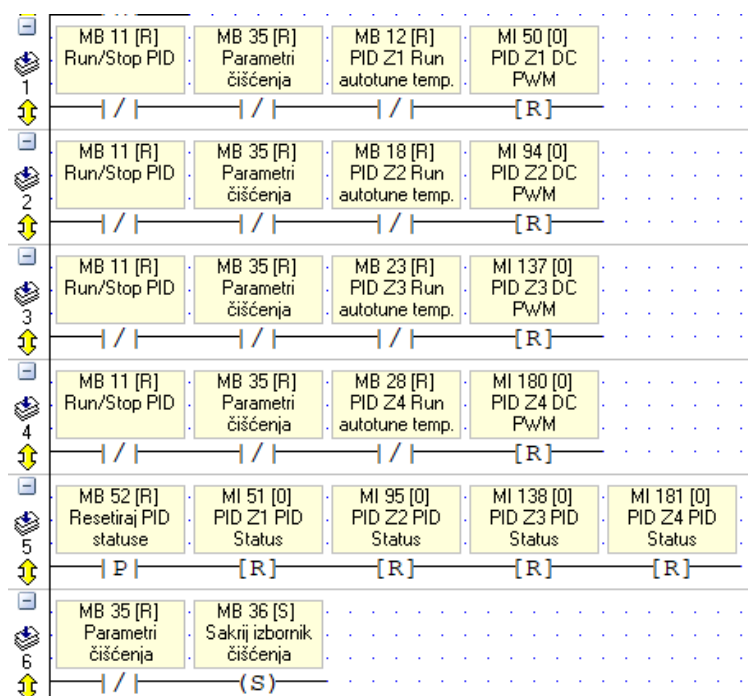 MB 11 [R] MB 35 [R] MB 12 [R] MI 50 [0]
Run/Stop PID Parametri PID Z1 Run PID Z1 DC
čišćenja autotune temp. PWM
1
[R]
MB 11 [R] MB 35 [R] MB 18 [R] MI 94 [0]
Run/Stop PID Parametri PID Z2 Run PID Z2 DC
čišćenja autotune temp. PWM
2
[R]
MB 11 [R] MB 35 [R] MB 23 [R] MI 137 [0]
Run/Stop PID Parametri PID Z3 Run PID Z3 DC
čišćenja autotune temp. PWM
3
[R]
MB 11 [R] MB 35 [R] MB 28 [R] MI 180 [0]
Run/Stop PID Parametri PID Z4 Run PID Z4 DC
čišćenja autotune temp. PWM
4
[R]
MB 52 [R] MI 51 [0] MI 95 [0] MI 138 [0] MI 181 [0]
Resetiraj PID PID Z1 PID PID Z2 PID PID Z3 PID PID Z4 PID
statuse Status Status Status Status
5
P [R] [R] [R] [R]
MB 35 [R] MB 36 [S]
Parametri Sakrij izbornik
čišćenja čišćenja
6
(S)